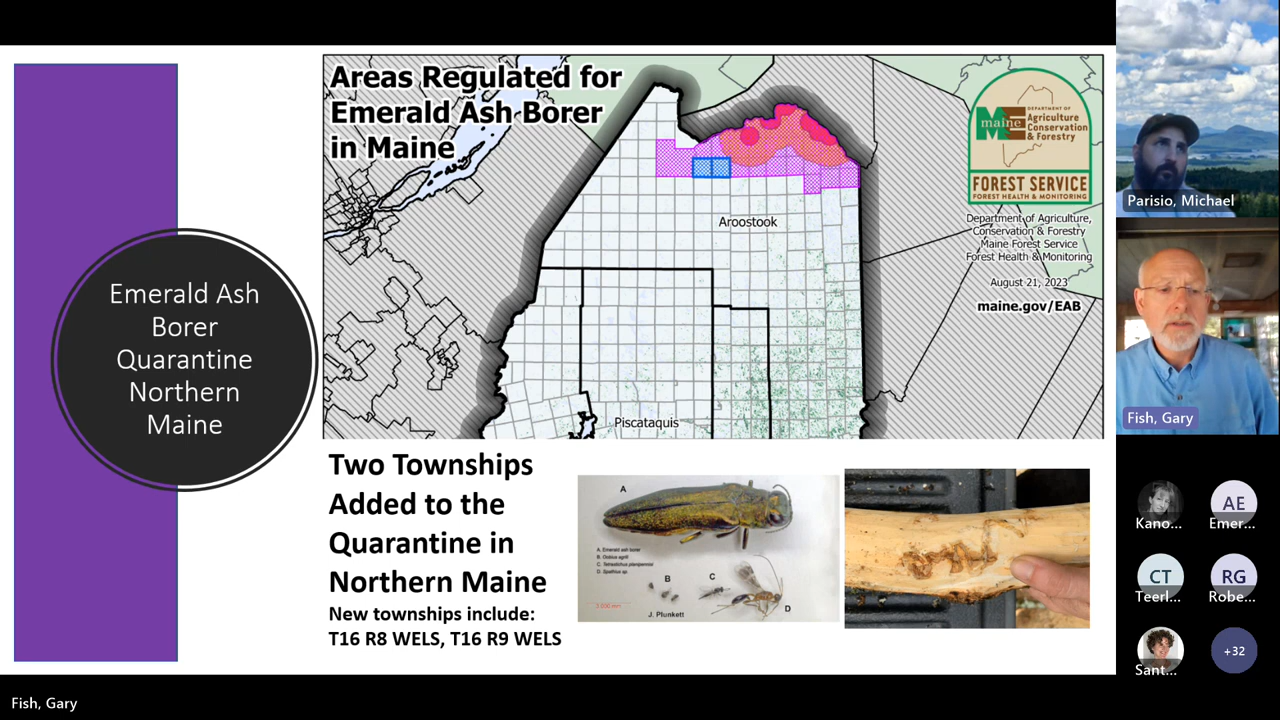 Emerald Ash
Borer
Quarantine
Northern
Maine
Areas Regulated for
Emerald Ash Borer
in Maine
Aroostook
Piscataquis
DEPARTMENT OF
maine
Agriculture
Conservation
& Forestry
FOREST SERVICE
FOREST HEALTH & MONITORING
Department of Agriculture,
Conservation & Forestry
Maine Forest Service
Forest Health & Monitoring
August 21, 2023
maine.gov/EAB
Two Townships
Added to the
Quarantine in
Northern Maine
New townships include:
T16 R8 WELS, T16 R9 WELS
A
A. Emerald ash borer
B. Oobius agrili
C. Tetrastichus planipennisi
D. Spathius sp.
B
C
D
J. Plunkett
Parisio, Michael
Fish, Gary
Kano...
AE
Emer...
CT
Teerl...
RG
Robe...
Sant...
+32
Fish, Gary